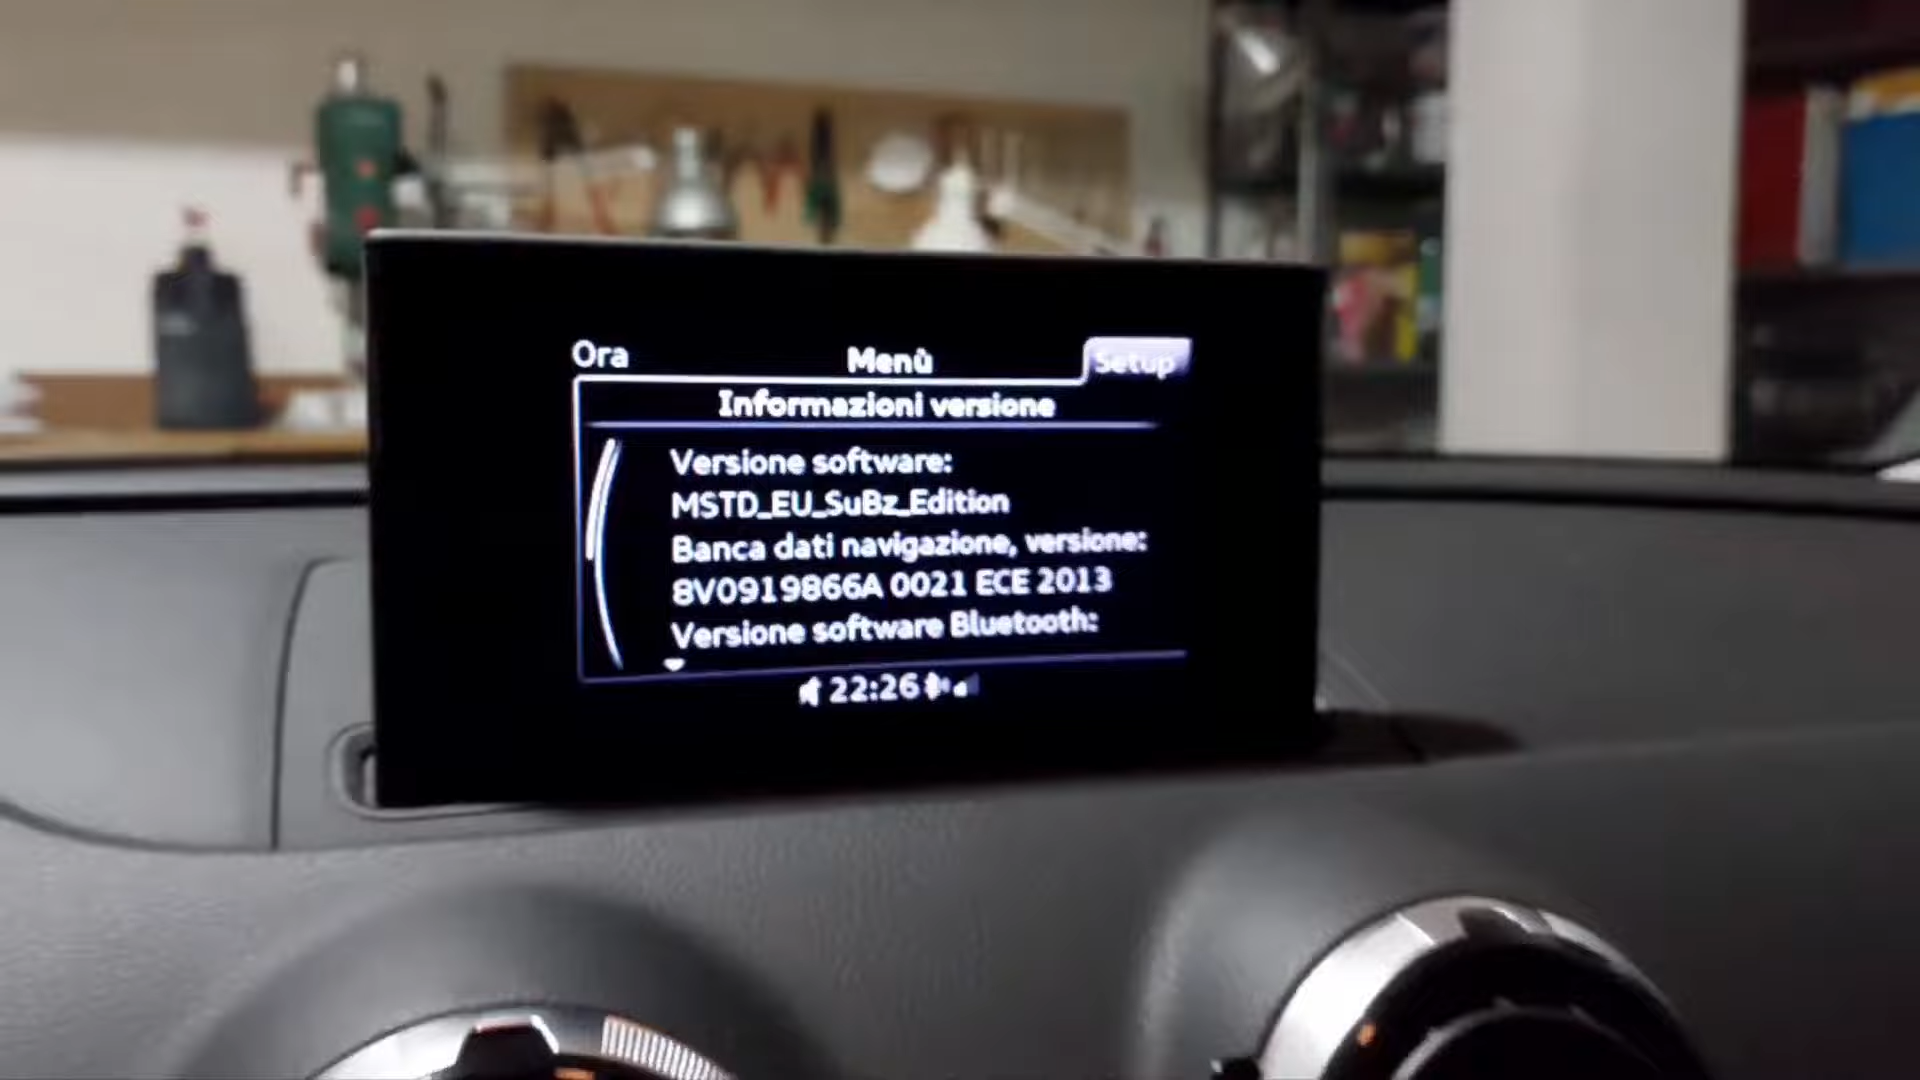 Ora Menù Setup
Informazioni versione
Versione software:
MSTD_EU_SuBz_Edition
Banca dati navigazione, versione:
8V0919866A 0021 ECE 2013
Versione software Bluetooth:
22:26